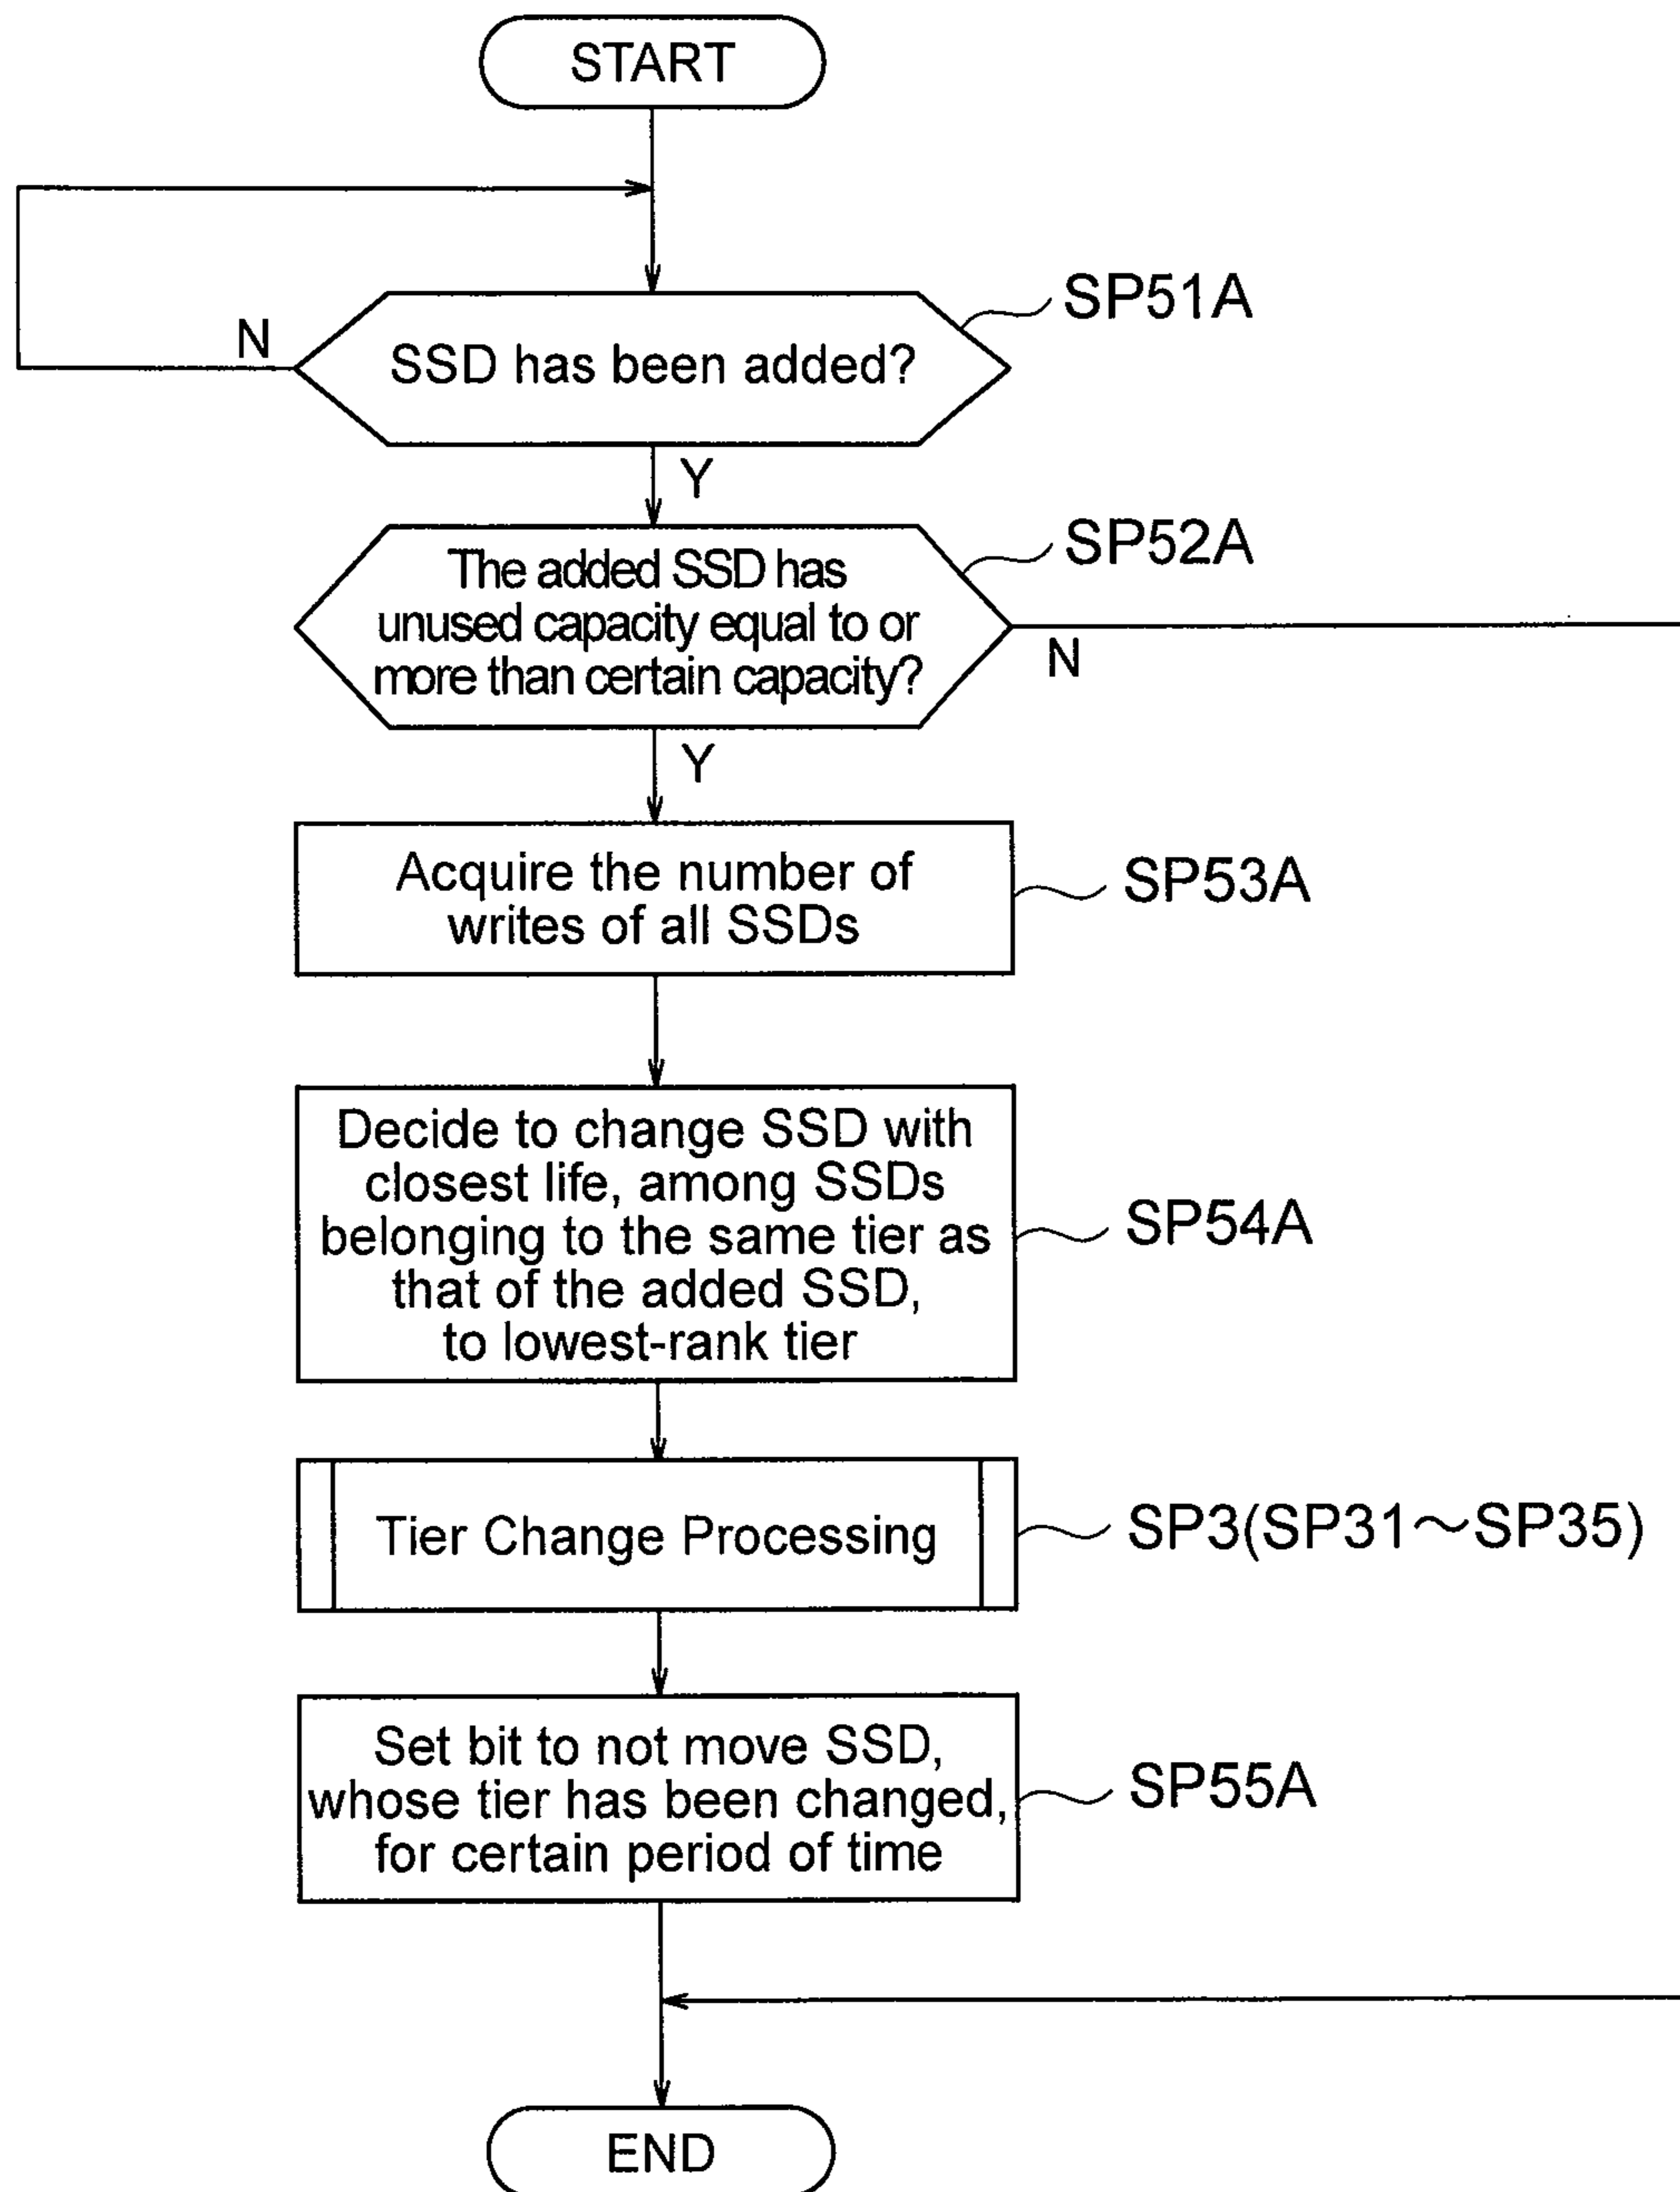 START
SSD has been added?
SP51A
N
Y
The added SSD has
unused capacity equal to or
more than certain capacity?
SP52A
N
Y
Acquire the number of
writes of all SSDs
SP53A
Decide to change SSD with
closest life, among SSDs
belonging to the same tier as
that of the added SSD,
to lowest-rank tier
SP54A
Tier Change Processing
SP3(SP31～SP35)
Set bit to not move SSD,
whose tier has been changed,
for certain period of time
SP55A
END